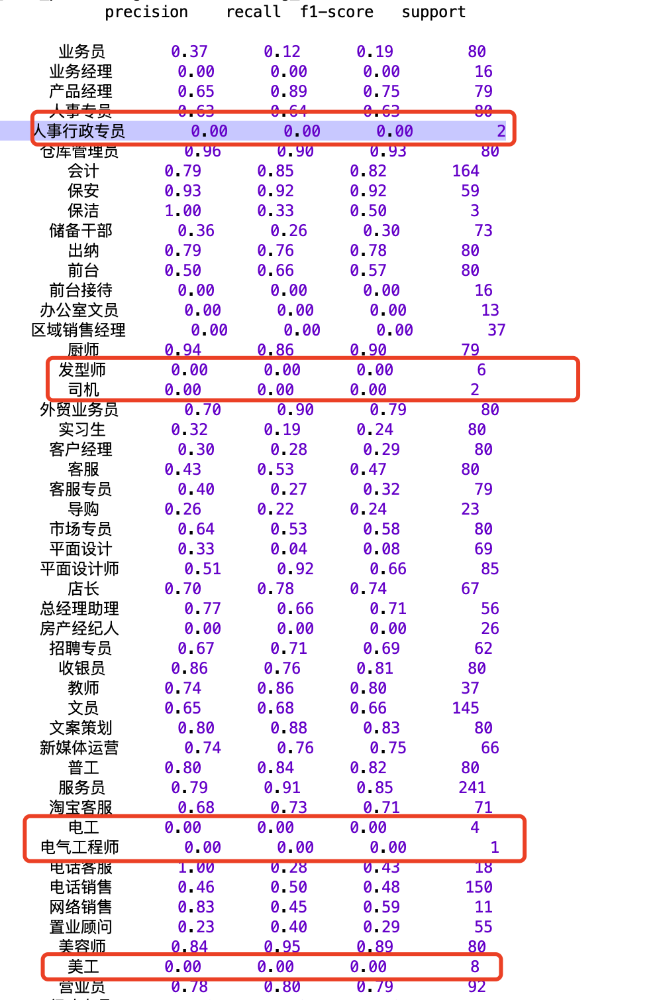 precision recall f1-score support
业务员 0.37 0.12 0.19 80
业务经理 0.00 0.00 0.00 16
产品经理 0.65 0.89 0.75 79
人事专员 0.63 0.64 0.63 80
人事行政专员 0.00 0.00 0.00 2
仓库管理员 0.96 0.90 0.93 80
会计 0.79 0.85 0.82 164
保安 0.93 0.92 0.92 59
保洁 1.00 0.33 0.50 3
储备干部 0.36 0.26 0.30 73
出纳 0.79 0.76 0.78 80
前台 0.50 0.66 0.57 80
前台接待 0.00 0.00 0.00 16
办公室文员 0.00 0.00 0.00 13
区域销售经理 0.00 0.00 0.00 37
厨师 0.94 0.86 0.90 79
发型师 0.00 0.00 0.00 6
司机 0.00 0.00 0.00 2
外贸业务员 0.70 0.90 0.79 80
实习生 0.32 0.19 0.24 80
客户经理 0.30 0.28 0.29 80
客服 0.43 0.53 0.47 80
客服专员 0.40 0.27 0.32 79
导购 0.26 0.22 0.24 23
市场专员 0.64 0.53 0.58 80
平面设计 0.33 0.04 0.08 69
平面设计师 0.51 0.92 0.66 85
店长 0.70 0.78 0.74 67
总经理助理 0.77 0.66 0.71 56
房产经纪人 0.00 0.00 0.00 26
招聘专员 0.67 0.71 0.69 62
收银员 0.86 0.76 0.81 80
教师 0.74 0.86 0.80 37
文员 0.65 0.68 0.66 145
文案策划 0.80 0.88 0.83 80
新媒体运营 0.74 0.76 0.75 66
普工 0.80 0.84 0.82 80
服务员 0.79 0.91 0.85 241
淘宝客服 0.68 0.73 0.71 71
电工 0.00 0.00 0.00 4
电气工程师 0.00 0.00 0.00 1
电话客服 1.00 0.28 0.43 18
电话销售 0.46 0.50 0.48 150
网络销售 0.83 0.45 0.59 11
置业顾问 0.23 0.40 0.29 55
美容师 0.84 0.95 0.89 80
美工 0.00 0.00 0.00 8
营业员 0.78 0.80 0.79 92